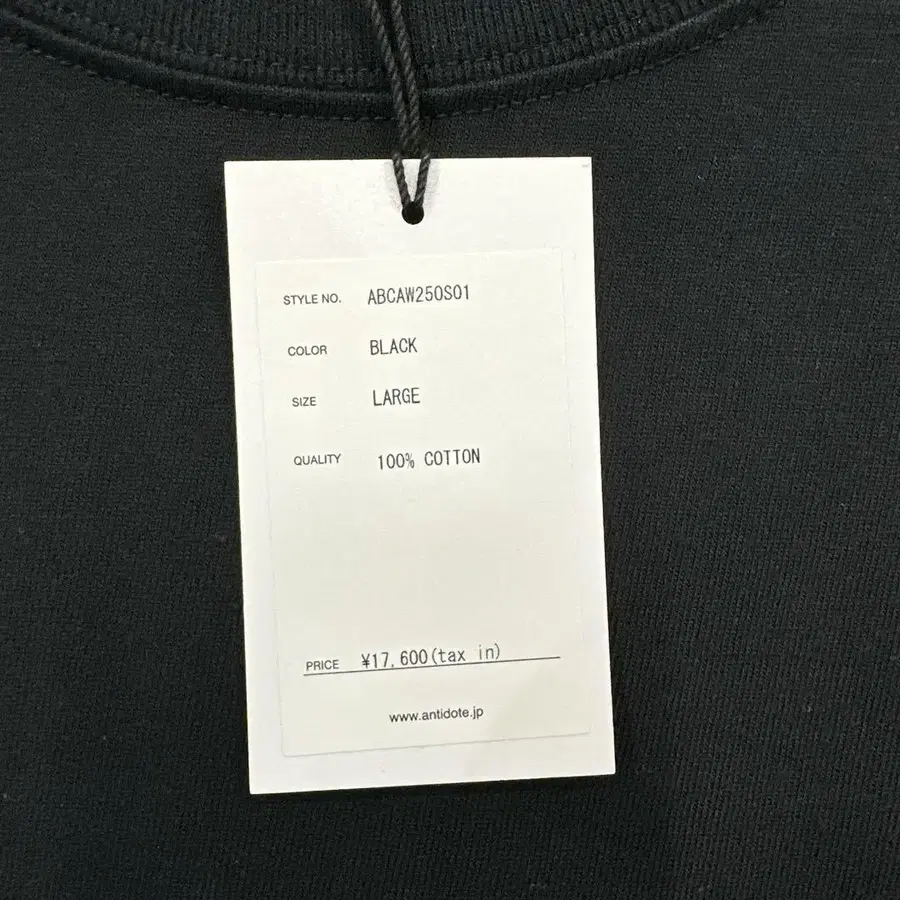 STYLE NO. ABCAW250S01
COLOR BLACK
SIZE LARGE
QUALITY 100% COTTON
PRICE ¥17,600(tax in)
www.antidote.jp